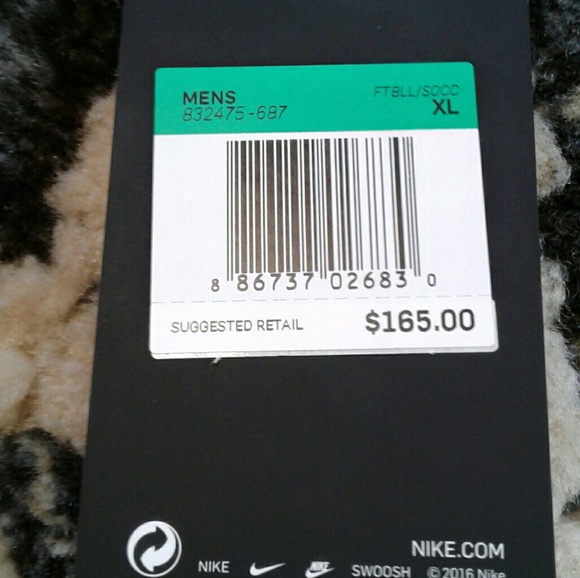 MENS
832475-687
FTBLL/SOCC
XL
8 86737 02683 0
SUGGESTED RETAIL $165.00
NIKE.COM
NIKE NIKE SWOOSH ©2016 Nike